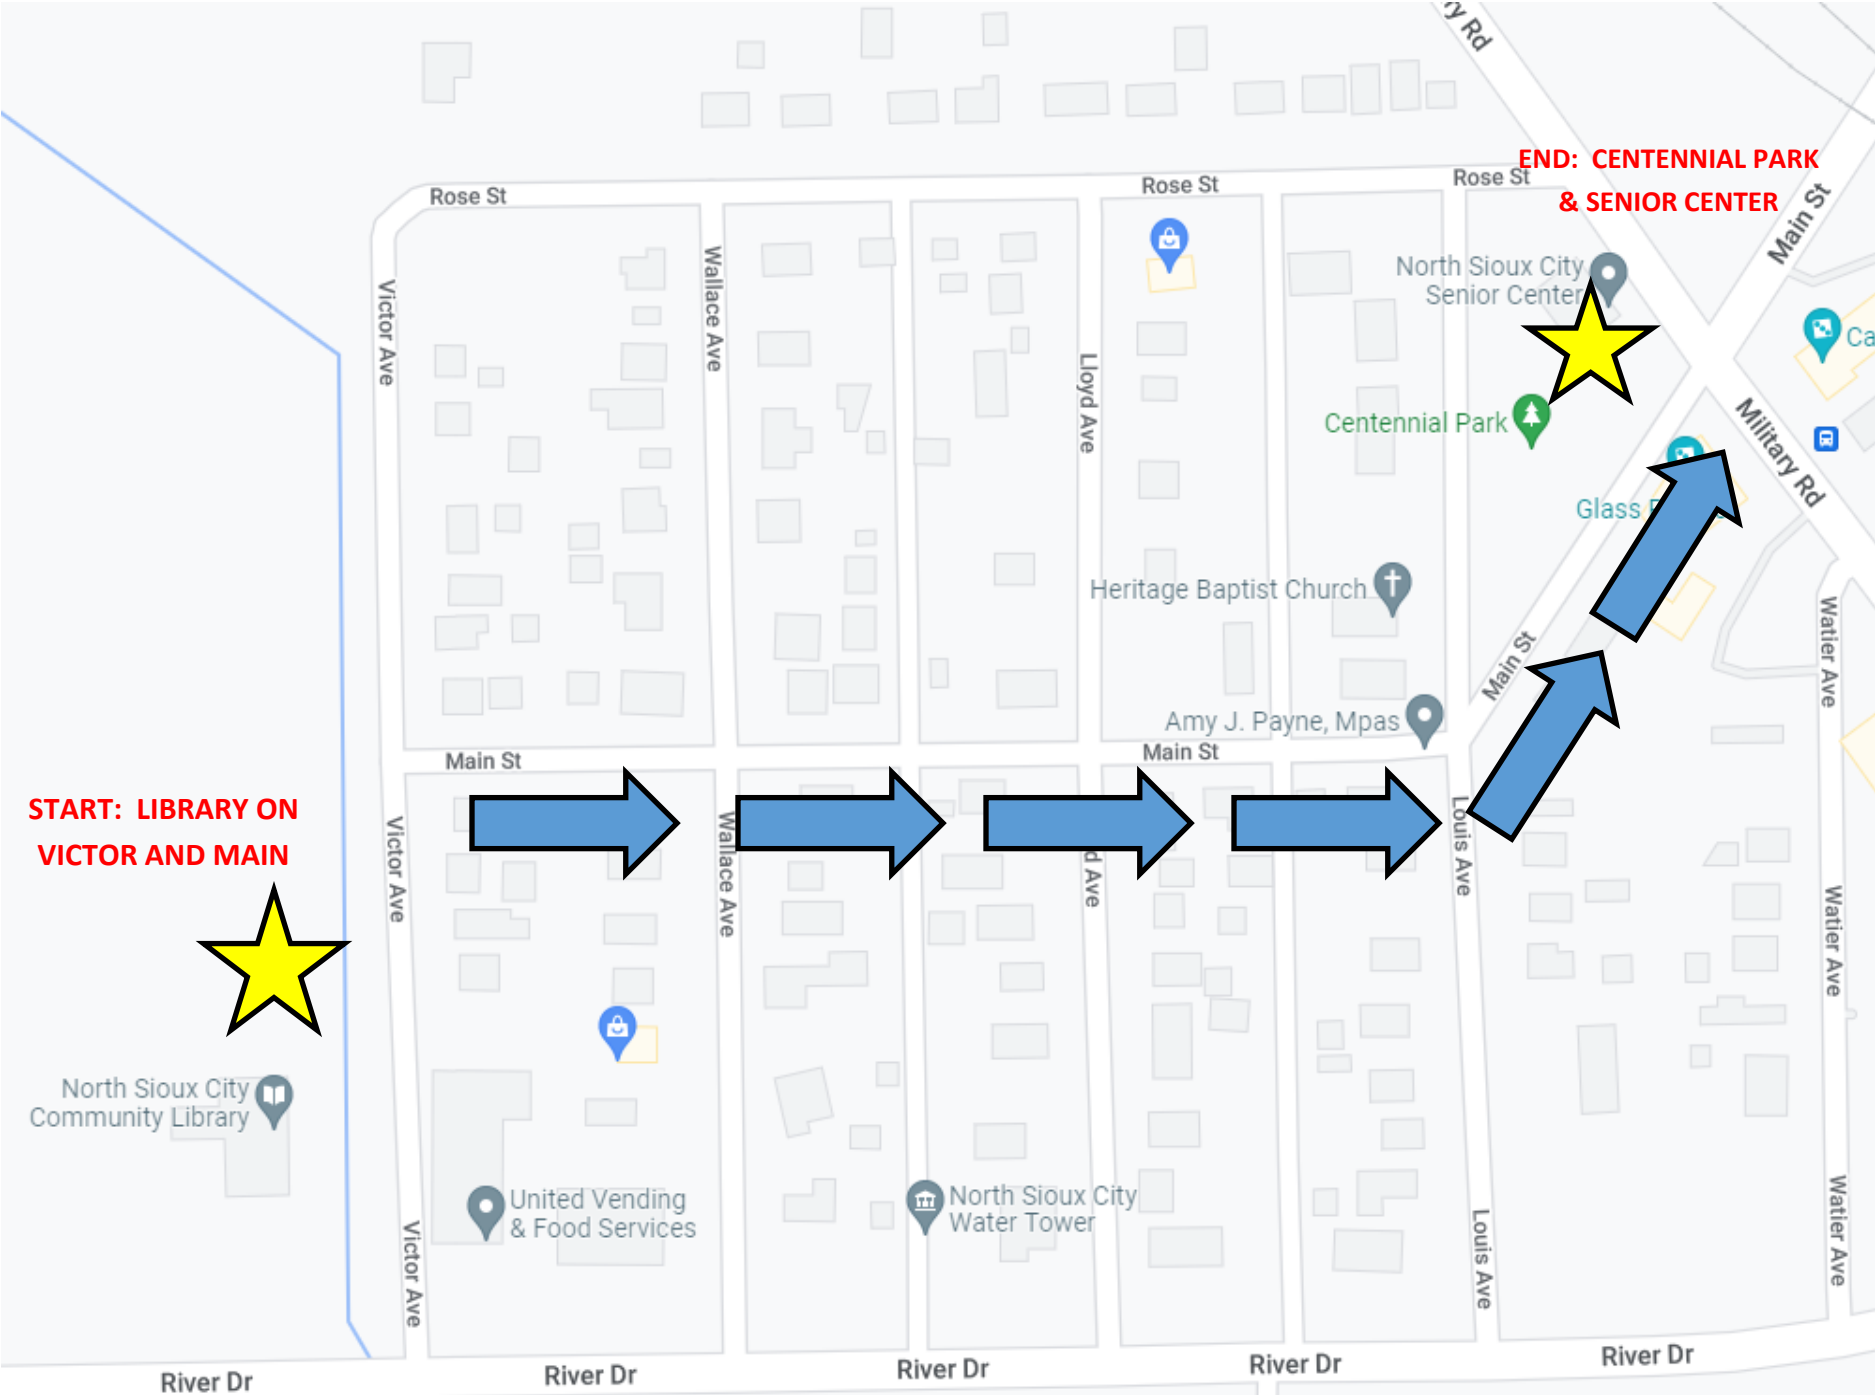 ry Rd
END: CENTENNIAL PARK
& SENIOR CENTER
Rose St
Rose St
Rose St
Main St
North Sioux City
Senior Center
Victor Ave
Wallace Ave
Lloyd Ave
Ca
Centennial Park
Military Rd
Glass
Heritage Baptist Church
Watier Ave
Main St
Amy J. Payne, Mpas
Main St
Main St
START: LIBRARY ON
VICTOR AND MAIN
Victor Ave
Wallace Ave
d Ave
Louis Ave
Watier Ave
North Sioux City
Community Library
United Vending
& Food Services
North Sioux City
Water Tower
Victor Ave
Louis Ave
Watier Ave
River Dr
River Dr
River Dr
River Dr
River Dr